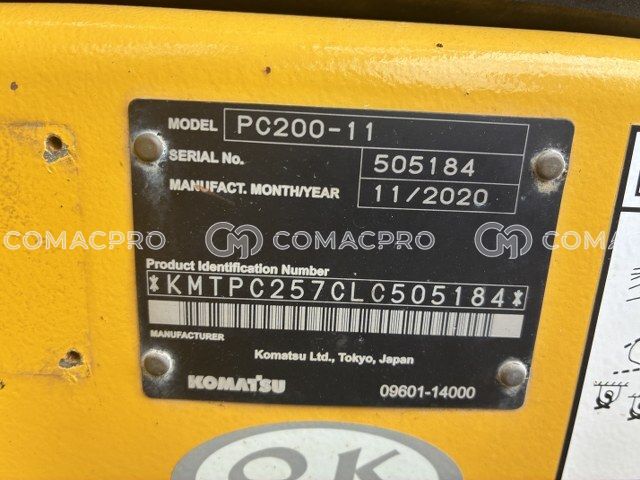 MODEL PC200-11
SERIAL No. 505184
MANUFACT. MONTH/YEAR 11/2020
COMACPRO COMACPRO COMACPRO
Product Identification Number
*KMTPC257CLC505184*
MANUFACTURER
Komatsu Ltd., Tokyo, Japan
KOMATSU 09601-14000
OK